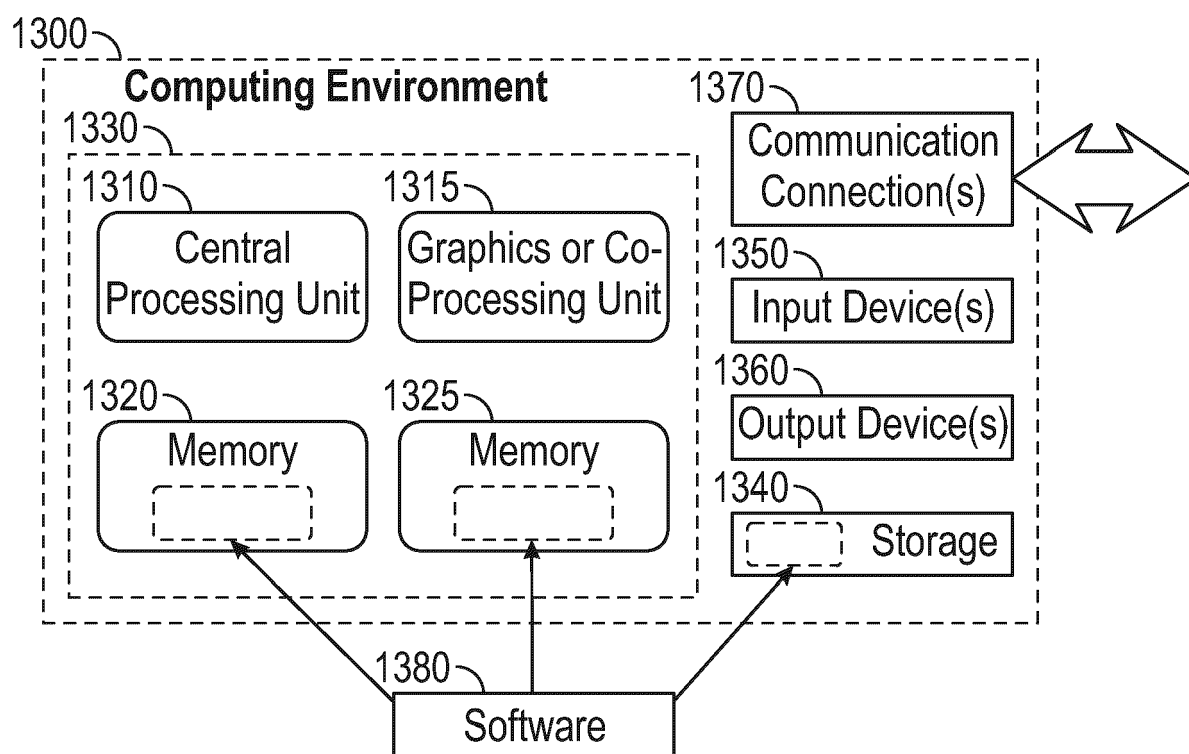 1300
Computing Environment
1330
1310
Central
Processing Unit
1315
Graphics or Co-
Processing Unit
1320
Memory
1325
Memory
1370
Communication
Connection(s)
1350
Input Device(s)
1360
Output Device(s)
1340
Storage
1380
Software